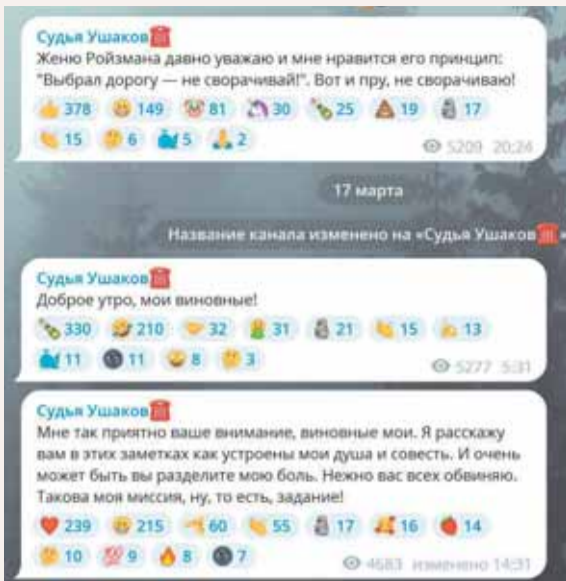 Судья Ушаков
Женю Ройзмана давно уважаю и мне нравится его принцип:
"Выбрал дорогу — не сворачивай!". Вот и пру, не сворачиваю!
378 149 81 30 25 19 17
15 6 5 2
5209 20:24
17 марта
Название канала изменено на «Судья Ушаков»
Судья Ушаков
Доброе утро, мои виновные!
330 210 32 31 21 15 13
11 11 8 3
5277 5:31
Судья Ушаков
Мне так приятно ваше внимание, виновные мои. Я расскажу
вам в этих заметках как устроены мои душа и совесть. И очень
может быть вы разделите мою боль. Нежно вас всех обвиняю.
Такова моя миссия, ну, то есть, задание!
239 215 60 55 17 16 14
10 9 8 7
4683 изменено 14:31